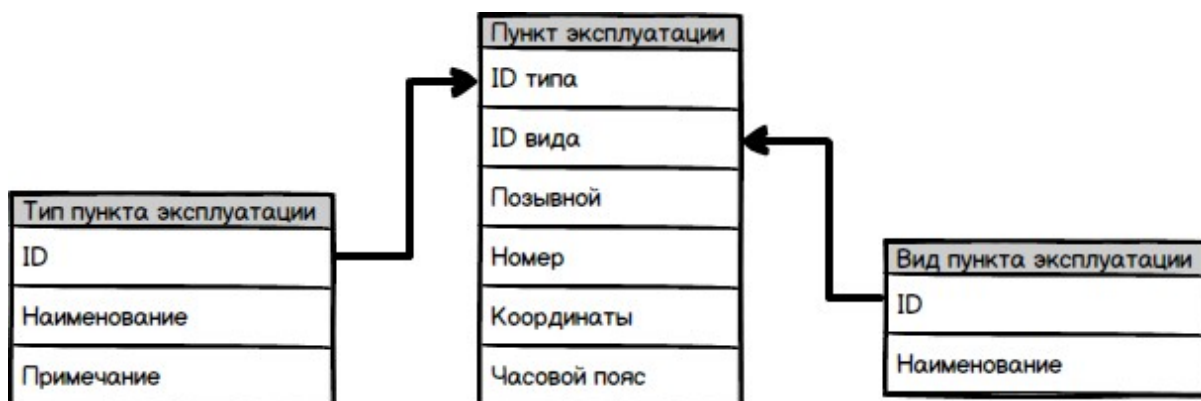 Пункт эксплуатации
ID типа
ID вида
Позывной
Номер
Координаты
Часовой пояс
Тип пункта эксплуатации
ID
Наименование
Примечание
Вид пункта эксплуатации
ID
Наименование